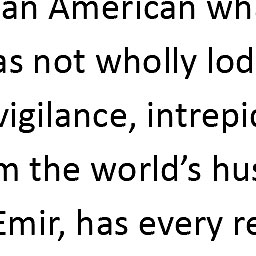 an American wh
as not wholly lod
vigilance, intrepid
m the world’s hus
Emir, has every re